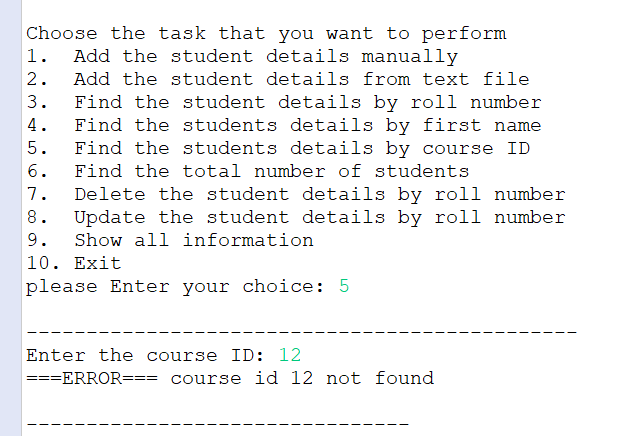 Choose the task that you want to perform
1.  Add the student details manually
2.  Add the student details from text file
3.  Find the student details by roll number
4.  Find the students details by first name
5.  Find the students details by course ID
6.  Find the total number of students
7.  Delete the student details by roll number
8.  Update the student details by roll number
9.  Show all information
10. Exit
please Enter your choice: 5
----------------------------------------------
Enter the course ID: 12
===ERROR=== course id 12 not found
--------------------------------